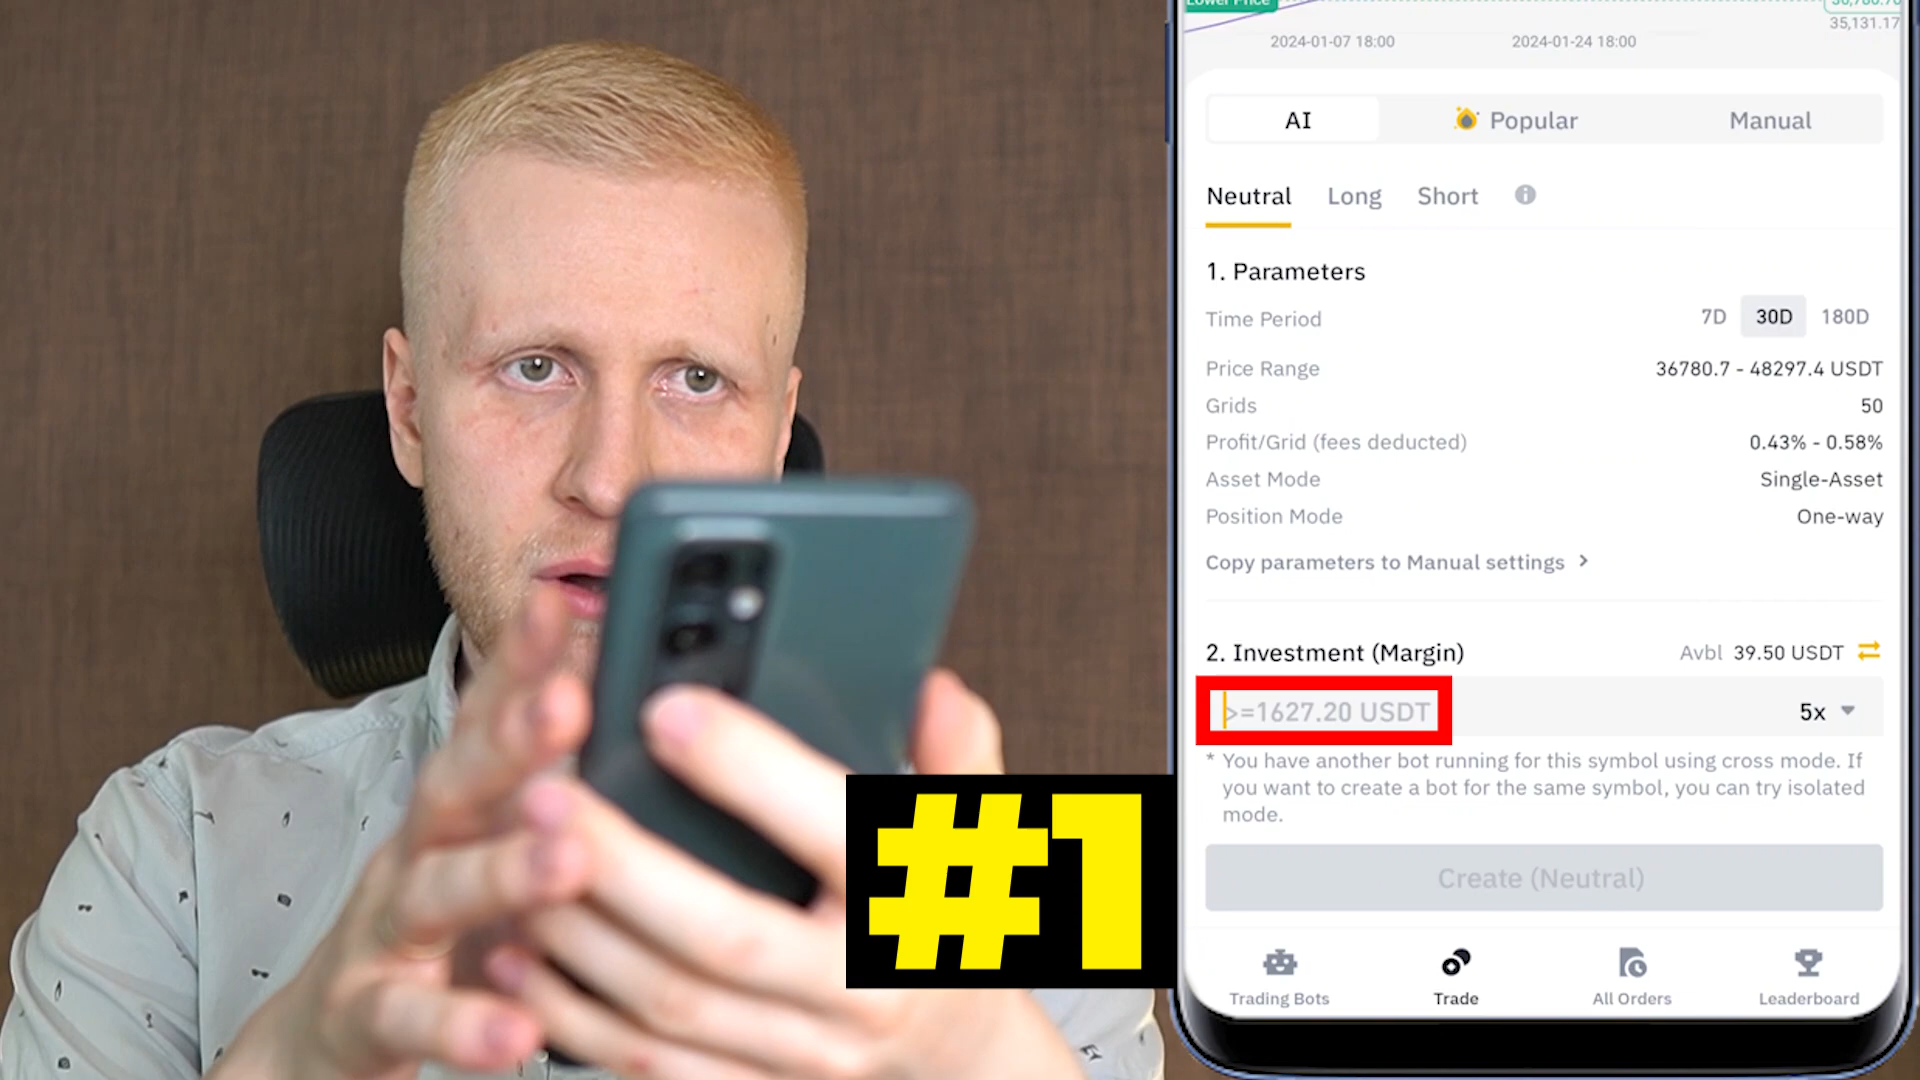 Lower Price
36,780.70
35,131.17
2024-01-07 18:00 2024-01-24 18:00
AI Popular Manual
Neutral Long Short
1. Parameters
Time Period 7D 30D 180D
Price Range 36780.7 - 48297.4 USDT
Grids 50
Profit/Grid (fees deducted) 0.43% - 0.58%
Asset Mode Single-Asset
Position Mode One-way
Copy parameters to Manual settings >
2. Investment (Margin) Avbl 39.50 USDT
>=1627.20 USDT 5x
* You have another bot running for this symbol using cross mode. If
you want to create a bot for the same symbol, you can try isolated
mode.
#1
Create (Neutral)
Trading Bots Trade All Orders Leaderboard